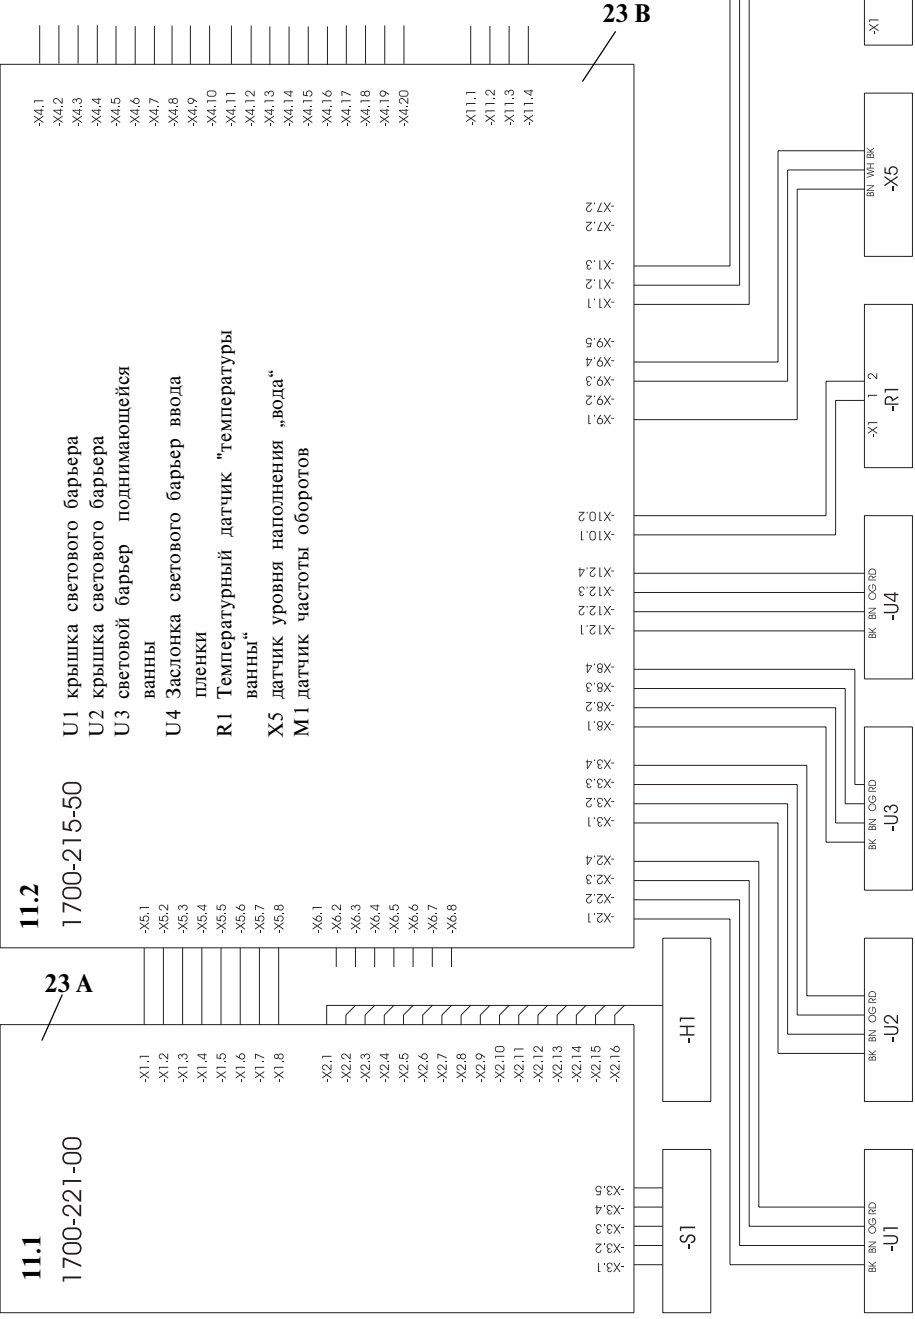 23 B
-X4.1
-X4.2
-X4.3
-X4.4
-X4.5
-X4.6
-X4.7
-X4.8
-X4.9
-X4.10
-X4.11
-X4.12
-X4.13
-X4.14
-X4.15
-X4.16
-X4.17
-X4.18
-X4.19
-X4.20
-X11.1
-X11.2
-X11.3
-X11.4
-X1
11.2
1700-215-50
U1 крышка светового барьера
U2 крышка светового барьера
U3 световой барьер поднимающейся
ванны
U4 Заслонка светового барьер ввода
пленки
R1 Температурный датчик "температуры
ванны“
X5 датчик уровня наполнения „вода“
M1 датчик частоты оборотов
-X7.2
-X7.2
-X1.3
-X1.2
-X1.1
-X9.5
-X9.4
-X9.3
-X9.2
-X9.1
-X10.2
-X10.1
-X12.4
-X12.3
-X12.2
-X12.1
-X8.4
-X8.3
-X8.2
-X8.1
-X3.4
-X3.3
-X3.2
-X3.1
-X2.4
-X2.3
-X2.2
-X2.1
-X5.1
-X5.2
-X5.3
-X5.4
-X5.5
-X5.6
-X5.7
-X5.8
-X6.1
-X6.2
-X6.3
-X6.4
-X6.5
-X6.6
-X6.7
-X6.8
23 A
11.1
1700-221-00
-X1.1
-X1.2
-X1.3
-X1.4
-X1.5
-X1.6
-X1.7
-X1.8
-X2.1
-X2.2
-X2.3
-X2.4
-X2.5
-X2.6
-X2.7
-X2.8
-X2.9
-X2.10
-X2.11
-X2.12
-X2.13
-X2.14
-X2.15
-X2.16
-X3.5
-X3.4
-X3.3
-X3.2
-X3.1
-S1
-H1
BN WH BK
-X5
-X1 1 2
-R1
BK BN OG RD
-U4
BK BN OG RD
-U3
BK BN OG RD
-U2
BK BN OG RD
-U1